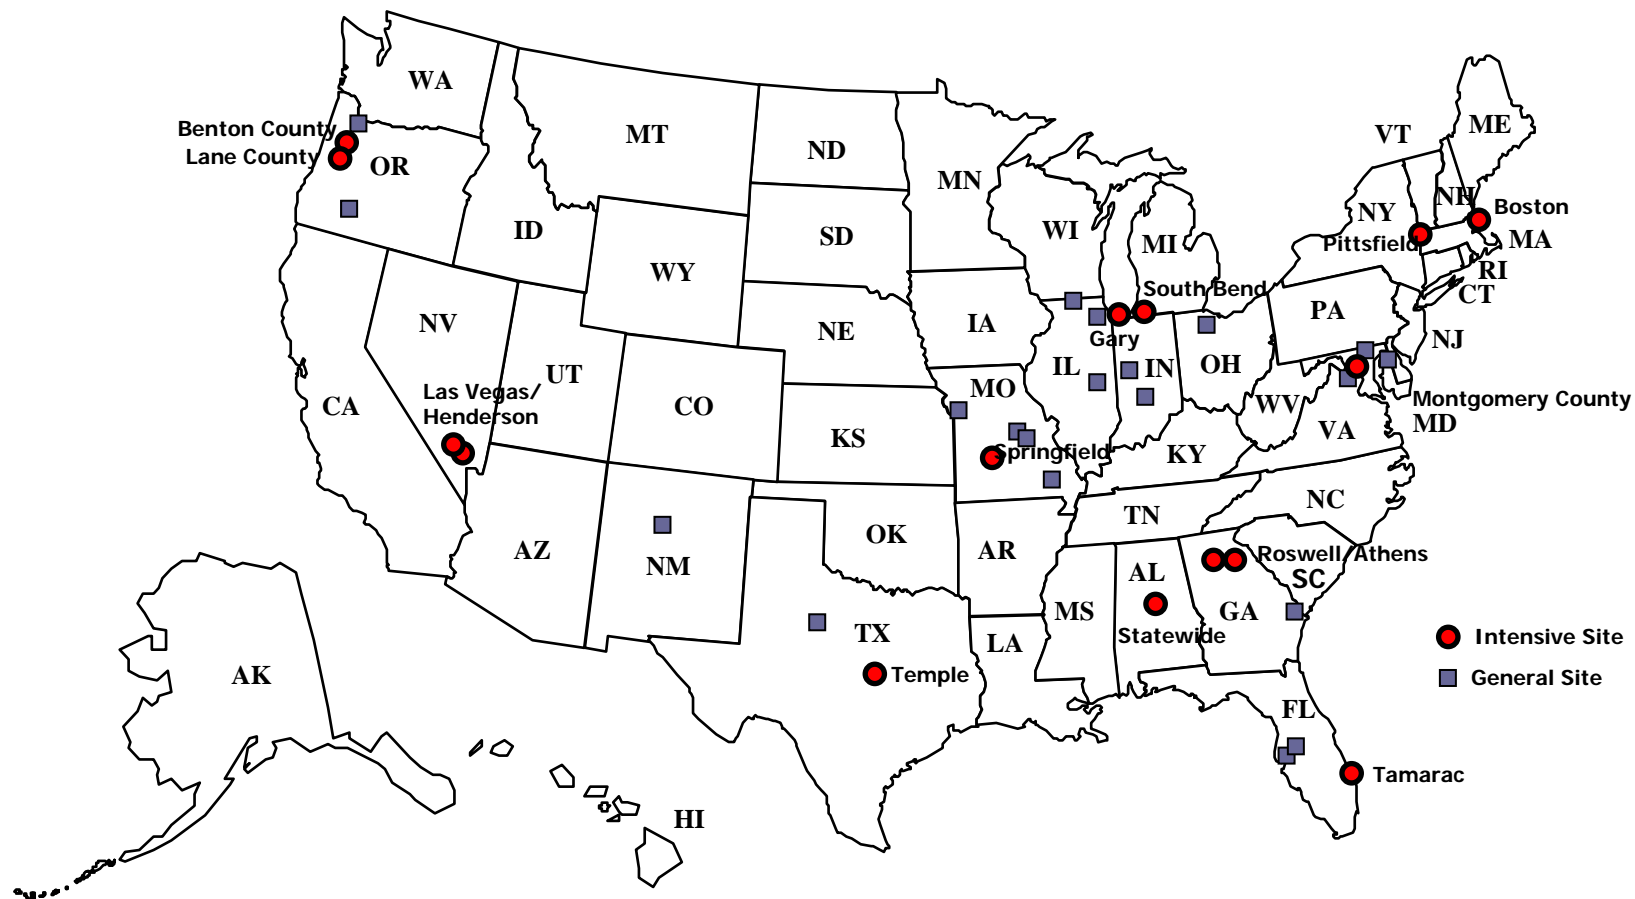 WA
ME
VT
Benton County
MT
ND
Lane County
OR
MN
NH
NY
Boston
ID
SD
WI
MI
Pittsfield
MA
WY
RI
South Bend
CT
NV
NE
IA
PA
Gary
NJ
UT
IL
IN
OH
Las Vegas/
Henderson
MO
CA
CO
WV
Montgomery County
KS
VA
MD
Springfield
KY
NC
TN
OK
AZ
AR
Roswell/Athens
NM
AL
SC
MS
GA
TX
Statewide
LA
Intensive Site
AK
Temple
General Site
FL
Tamarac
HI